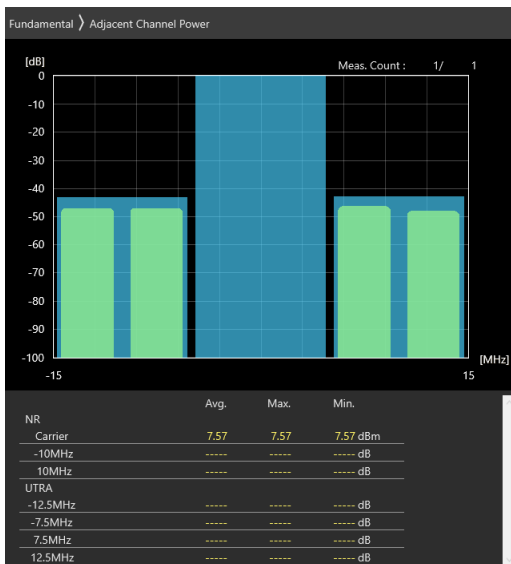 Fundamental 〉 Adjacent Channel Power
[dB]
Meas. Count : 1/ 1
0
-10
-20
-30
-40
-50
-60
-70
-80
-90
-100
[MHz]
-15 15
Avg. Max. Min.
NR
Carrier 7.57 7.57 7.57 dBm
-10MHz ----- ----- ----- dB
10MHz ----- ----- ----- dB
UTRA
-12.5MHz ----- ----- ----- dB
-7.5MHz ----- ----- ----- dB
7.5MHz ----- ----- ----- dB
12.5MHz ----- ----- ----- dB